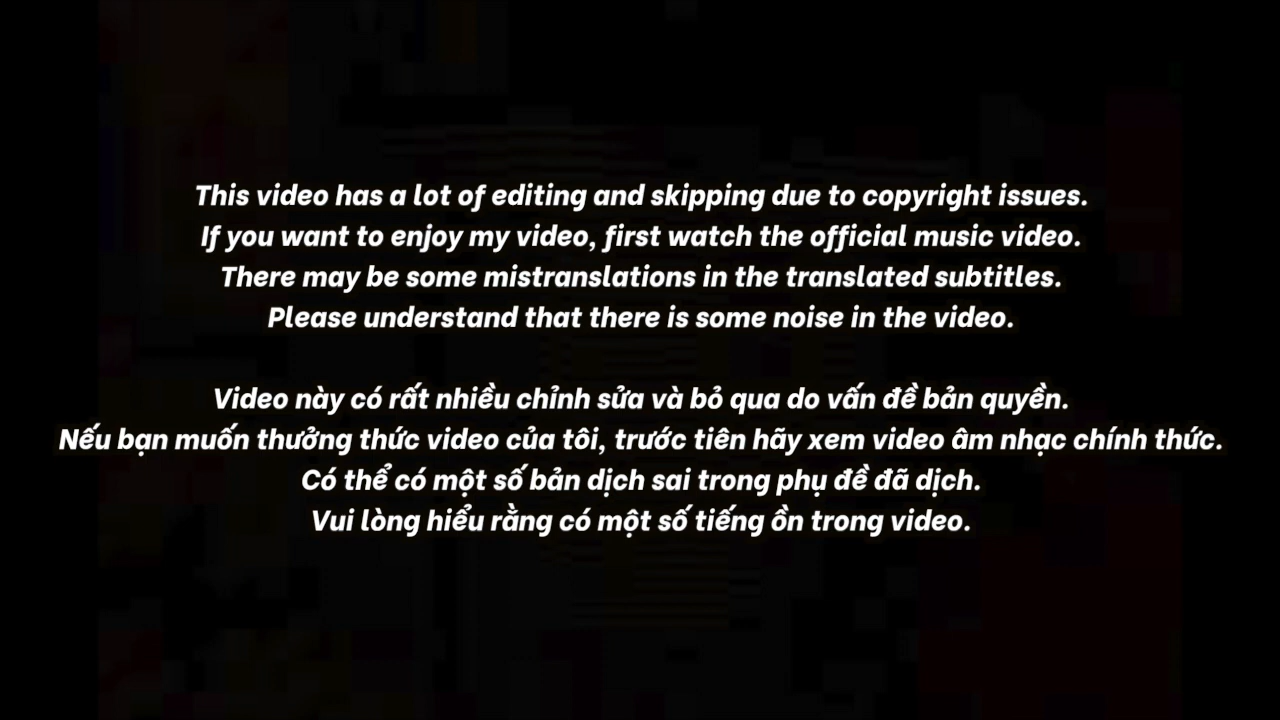 This video has a lot of editing and skipping due to copyright issues.
If you want to enjoy my video, first watch the official music video.
There may be some mistranslations in the translated subtitles.
Please understand that there is some noise in the video.
Video này có rất nhiều chỉnh sửa và bỏ qua do vấn đề bản quyền.
Nếu bạn muốn thưởng thức video của tôi, trước tiên hãy xem video âm nhạc chính thức.
Có thể có một số bản dịch sai trong phụ đề đã dịch.
Vui lòng hiểu rằng có một số tiếng ồn trong video.